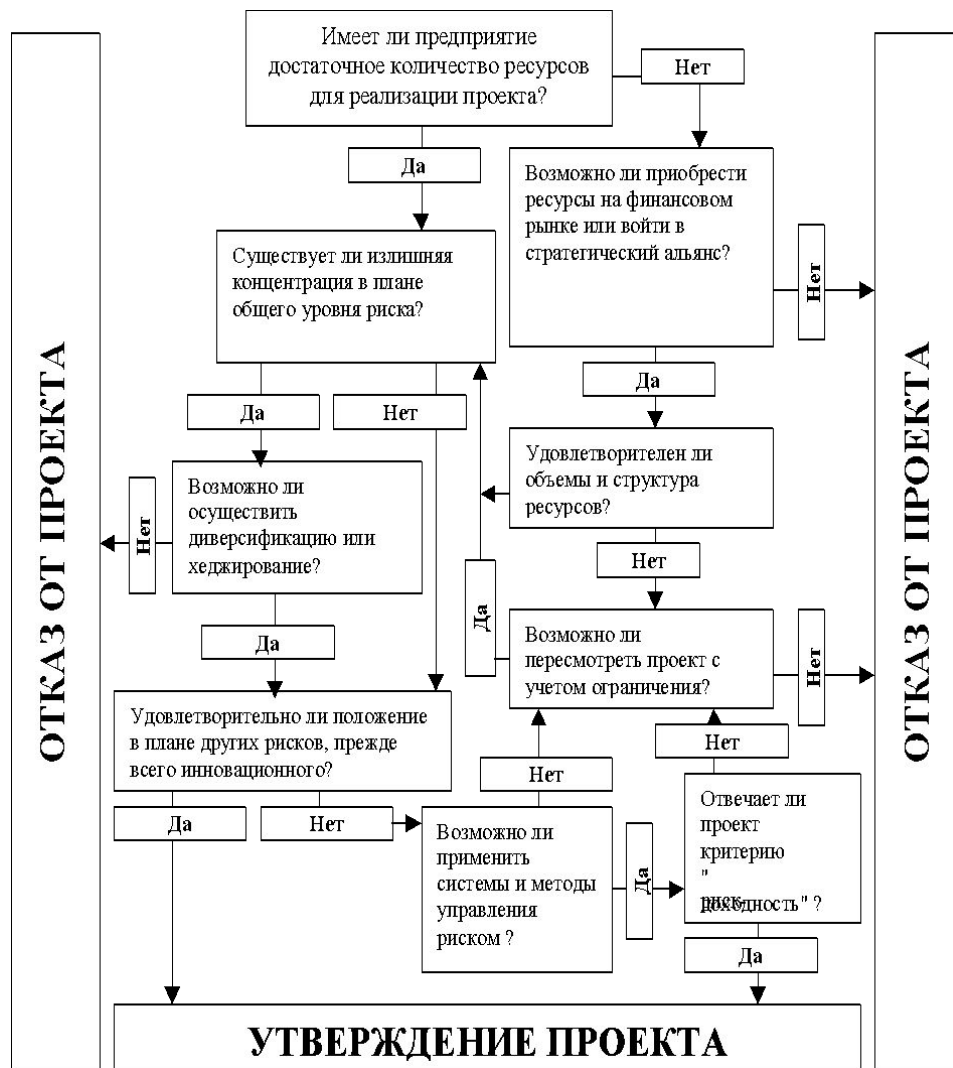 Имеет ли предприятие
достаточное количество ресурсов
для реализации проекта?
Нет
Да
Возможно ли приобрести
ресурсы на финансовом
рынке или войти в
стратегический альянс?
Нет
Существует ли излишняя
концентрация в плане
общего уровня риска?
Да
Да
Нет
Удовлетворителен ли
объемы и структура
ресурсов?
Возможно ли
осуществить
диверсификацию или
хеджирование?
Нет
Нет
Да
Да
Возможно ли
пересмотреть проект с
учетом ограничения?
Нет
Удовлетворительно ли положение
в плане других рисков, прежде
всего инновационного?
Нет
Нет
Да
Нет
Возможно ли
применить
системы и методы
управления
риском ?
Да
Отвечает ли
проект
критерию
"
риск-
доходность" ?
Да
ОТКАЗ ОТ ПРОЕКТА
ОТКАЗ ОТ ПРОЕКТА
УТВЕРЖДЕНИЕ ПРОЕКТА